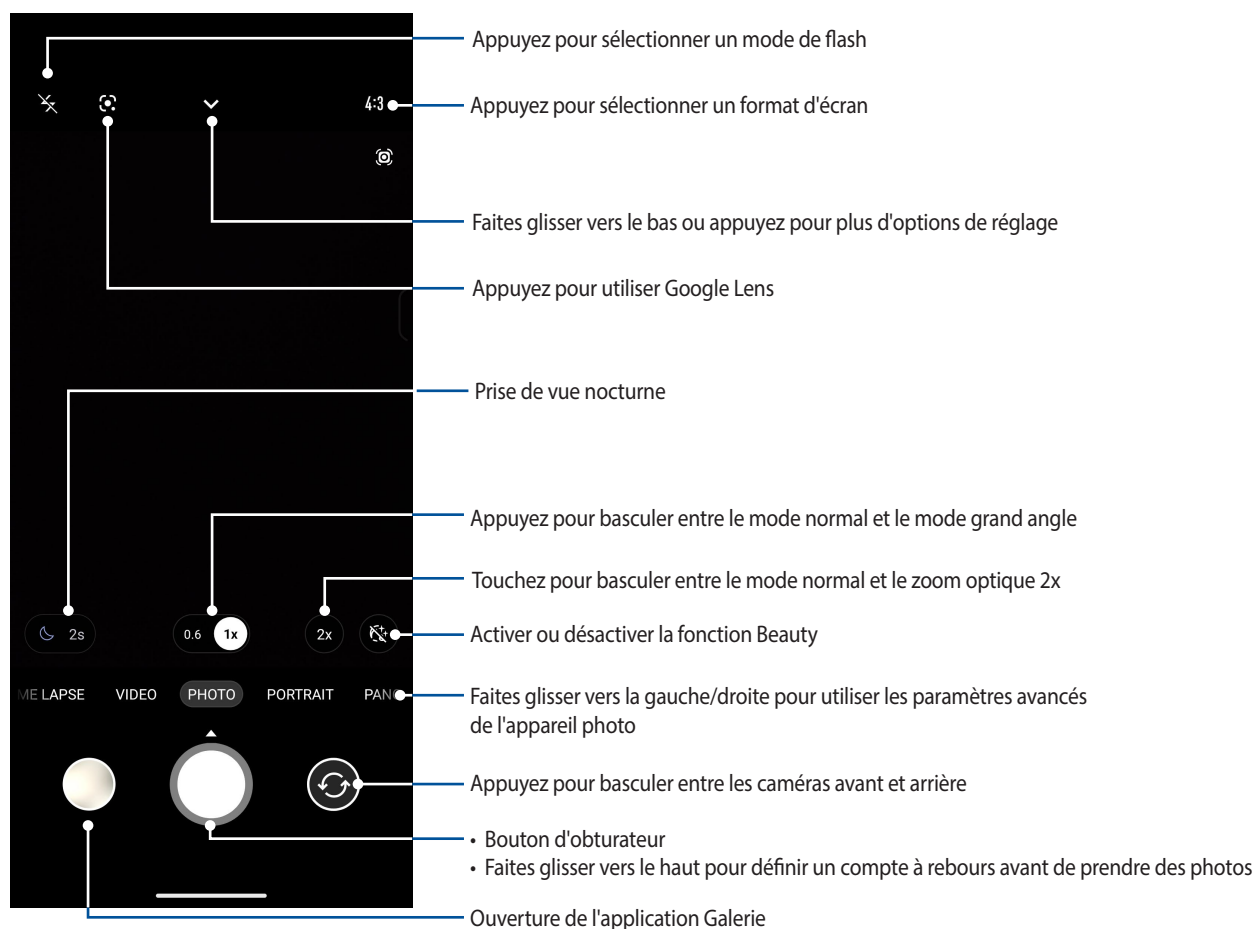 Appuyez pour sélectionner un mode de flash
4:3
Appuyez pour sélectionner un format d'écran
Faites glisser vers le bas ou appuyez pour plus d'options de réglage
Appuyez pour utiliser Google Lens
Prise de vue nocturne
Appuyez pour basculer entre le mode normal et le mode grand angle
Touchez pour basculer entre le mode normal et le zoom optique 2x
2s
0.6 1x
2x
Activer ou désactiver la fonction Beauty
ME LAPSE VIDEO PHOTO PORTRAIT PANO
Faites glisser vers la gauche/droite pour utiliser les paramètres avancés
de l'appareil photo
Appuyez pour basculer entre les caméras avant et arrière
• Bouton d'obturateur
• Faites glisser vers le haut pour définir un compte à rebours avant de prendre des photos
Ouverture de l'application Galerie